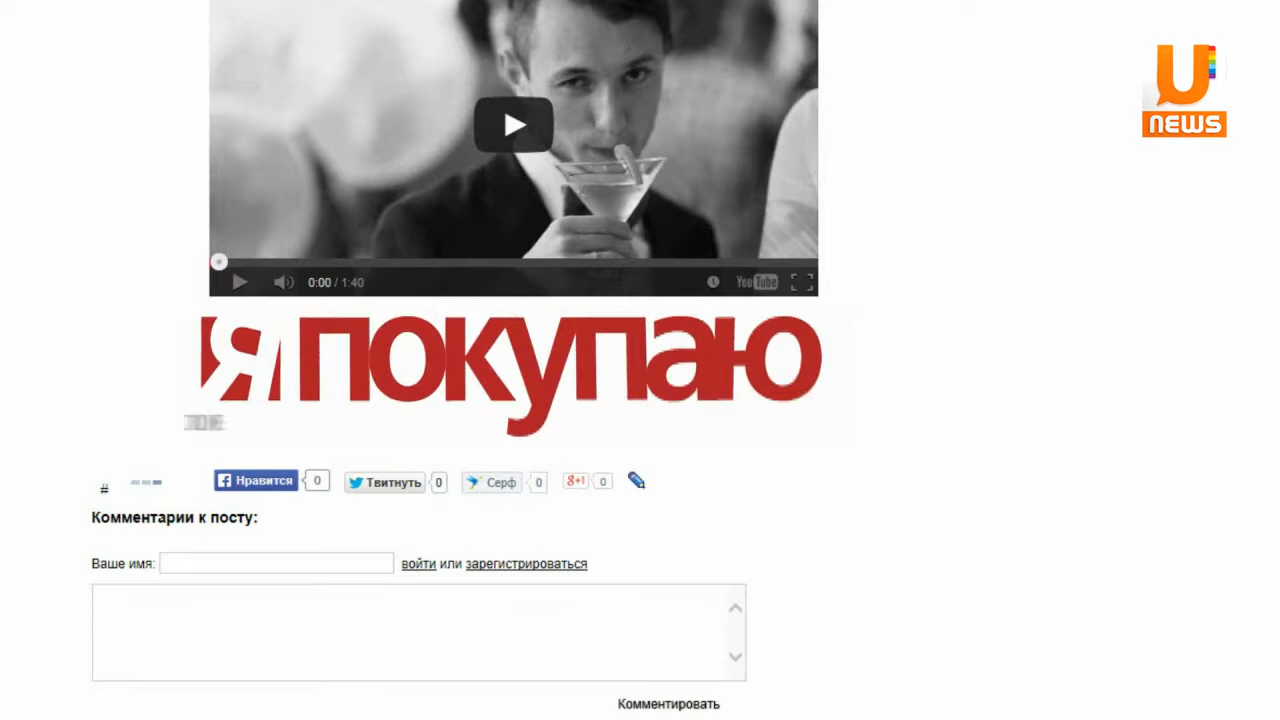 U
NEWS
0:00 / 1:40
YouTube
я покупаю
#
Нравится 0 Твитнуть 0 Серф 0 g+1 0
Комментарии к посту:
Ваше имя: войти или зарегистрироваться
Комментировать